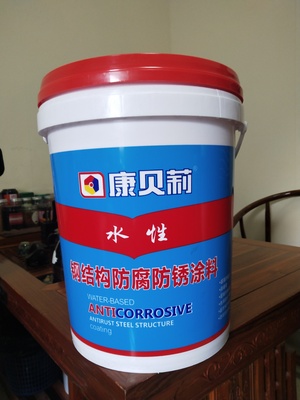 康贝莉
水性
钢结构防腐防锈涂料
WATER-BASED
ANTICORROSIVE
ANTIRUST STEEL STRUCTURE
coating